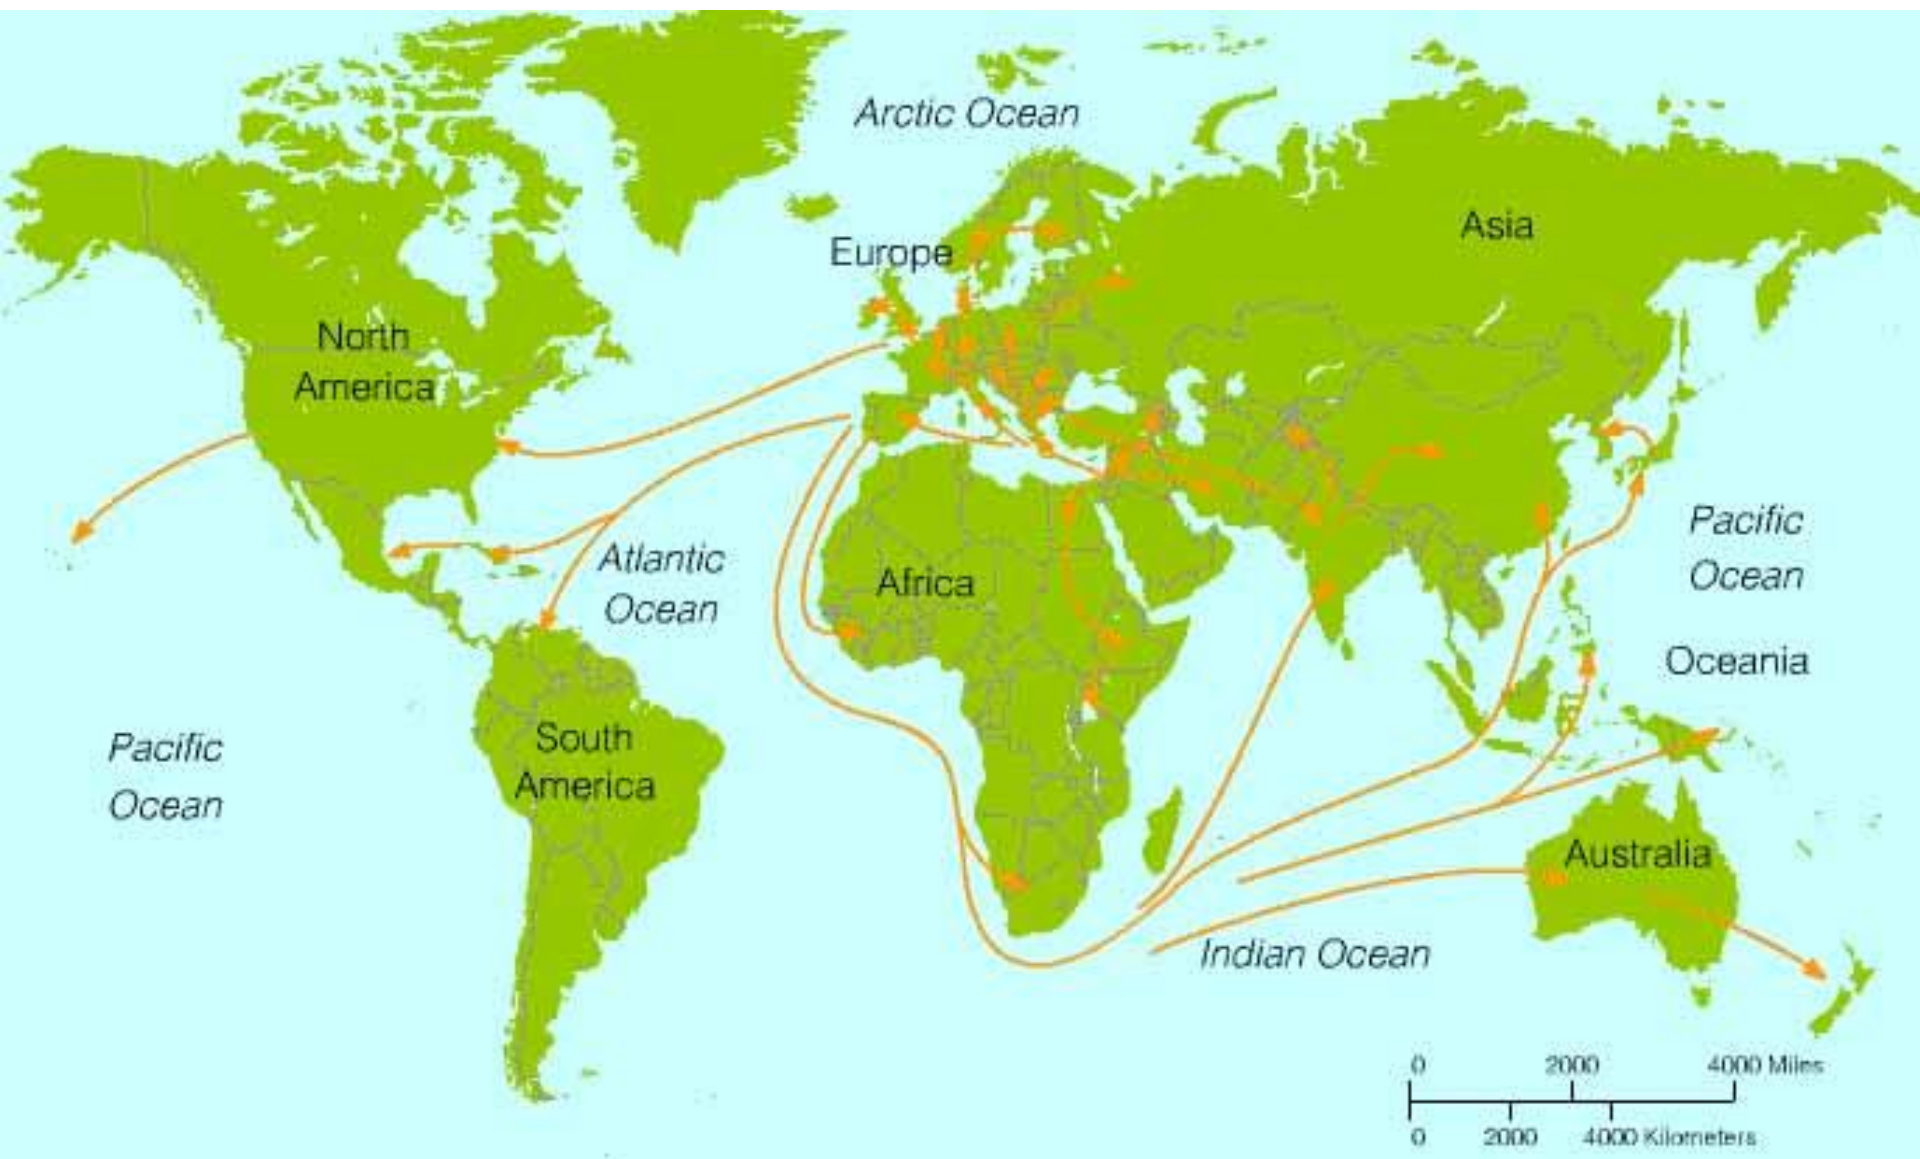 Arctic Ocean
Asia
Europe
North
America
Pacific
Ocean
Atlantic
Ocean
Africa
Oceania
South
America
Pacific
Ocean
Australia
Indian Ocean
0 2000 4000 Miles
0 2000 4000 Kilometers